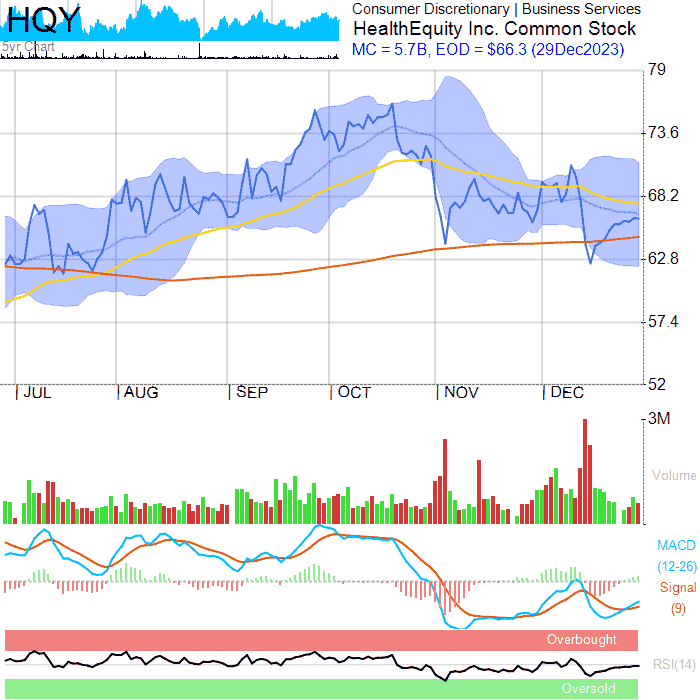 HQY
5yr Chart
Consumer Discretionary | Business Services
HealthEquity Inc. Common Stock
MC = 5.7B, EOD = $66.3 (29Dec2023)
79
73.6
68.2
62.8
57.4
52
JUL
AUG
SEP
OCT
NOV
DEC
3M
Volume
MACD
(12-26)
Signal
(9)
Overbought
RSI(14)
Oversold